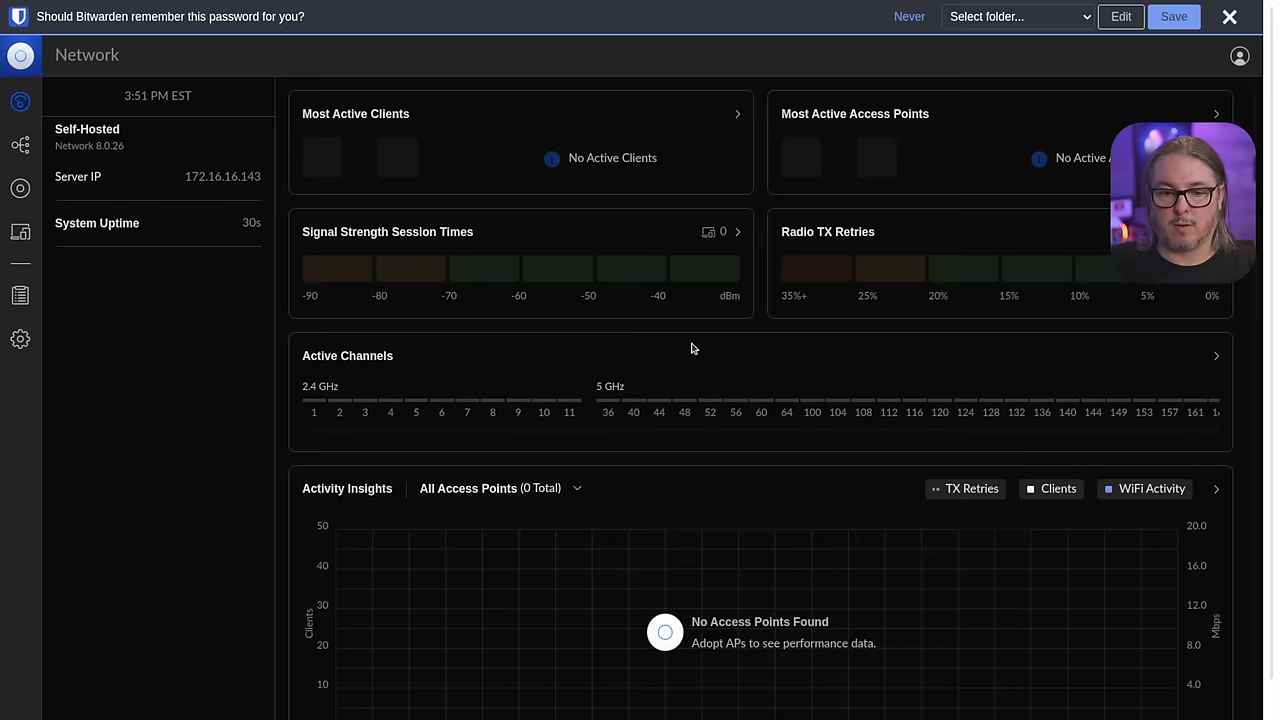 Should Bitwarden remember this password for you?
Never
Select folder...
Edit
Save
Network
3:51 PM EST
Self-Hosted
Network 8.0.26
Server IP 172.16.16.143
System Uptime 30s
Most Active Clients
No Active Clients
Most Active Access Points
No Active
Signal Strength Session Times 0
-90 -80 -70 -60 -50 -40 dBm
Radio TX Retries
35%+ 25% 20% 15% 10% 5% 0%
Active Channels
2.4 GHz
1 2 3 4 5 6 7 8 9 10 11
5 GHz
36 40 44 48 52 56 60 64 100 104 108 112 116 120 124 128 132 136 140 144 149 153 157 161
Activity Insights
All Access Points (0 Total)
TX Retries
Clients
WiFi Activity
50 20.0
40 16.0
30 12.0
20 8.0
10 4.0
Clients
Mbps
No Access Points Found
Adopt APs to see performance data.